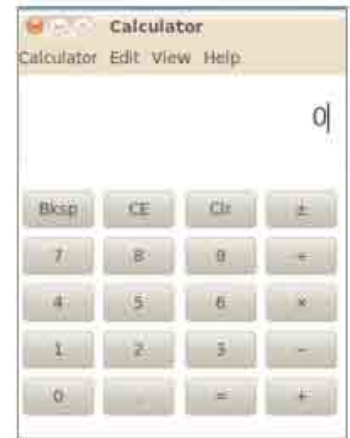 Calculator
Calculator Edit View Help
0
Bksp CE Clr ±
7 8 9 ÷
4 5 6 ×
1 2 3 −
0 . = +